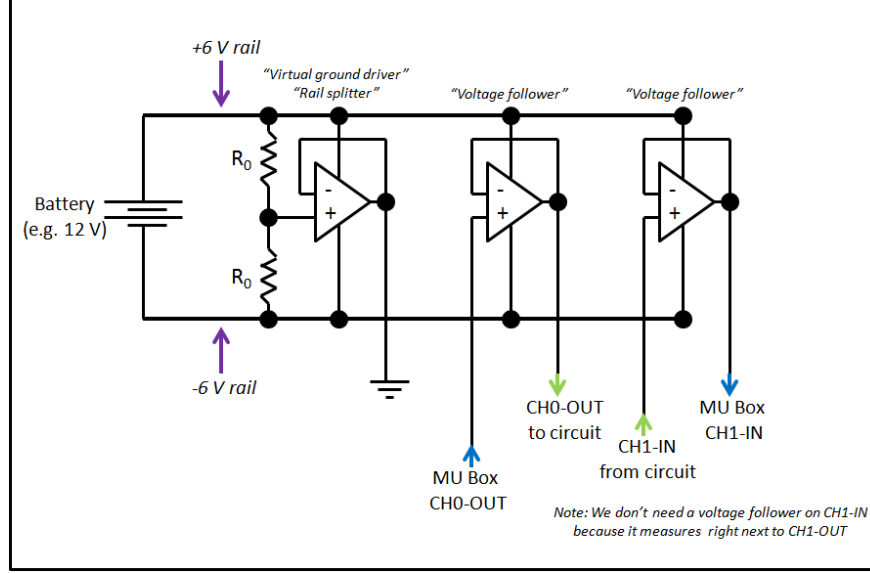 +6 V rail
"Virtual ground driver"
"Rail splitter"
"Voltage follower"
"Voltage follower"
R0
-
+
-
+
-
+
Battery
(e.g. 12 V)
R0
-6 V rail
CH0-OUT
to circuit
MU Box
CH1-IN
CH1-IN
from circuit
MU Box
CH0-OUT
Note: We don't need a voltage follower on CH1-IN
because it measures right next to CH1-OUT